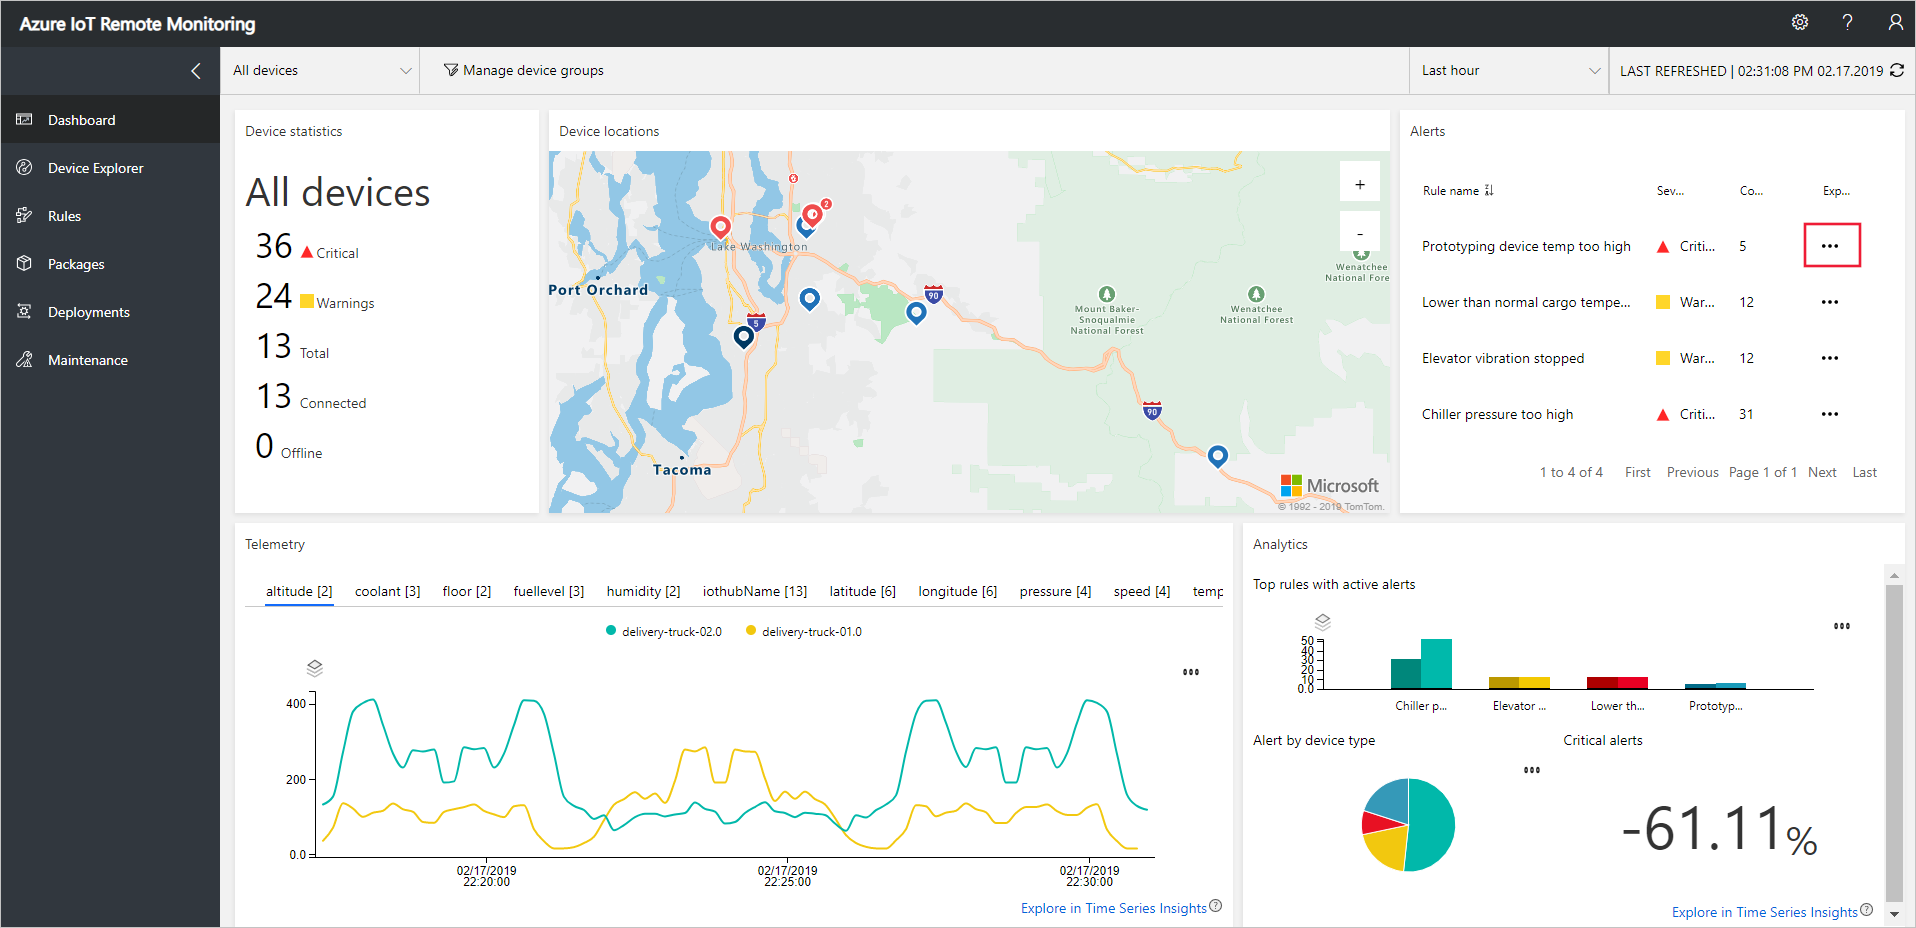 Azure IoT Remote Monitoring
?
All devices
Manage device groups
Last hour
LAST REFRESHED | 02:31:08 PM 02.17.2019
Dashboard
Device Explorer
Rules
Packages
Deployments
Maintenance
Device statistics
All devices
36 Critical
24 Warnings
13 Total
13 Connected
0 Offline
Device locations
+
-
2
Lake Washington
Port Orchard
Tacoma
5
90
90
Mount Baker-
Snoqualmie
National Forest
Wenatchee
National Forest
Wenatchee
National Fore
Microsoft
© 1992 - 2019 TomTom.
Alerts
Rule name Sev... Co... Exp...
Prototyping device temp too high Criti... 5 •••
Lower than normal cargo tempe... War... 12 •••
Elevator vibration stopped War... 12 •••
Chiller pressure too high Criti... 31 •••
1 to 4 of 4 First Previous Page 1 of 1 Next Last
Telemetry
altitude [2] coolant [3] floor [2] fuellevel [3] humidity [2] iothubName [13] latitude [6] longitude [6] pressure [4] speed [4] temp
delivery-truck-02.0 delivery-truck-01.0
400
200
0.0
02/17/2019
22:20:00
02/17/2019
22:25:00
02/17/2019
22:30:00
Explore in Time Series Insights ?
Analytics
Top rules with active alerts
50
40
30
20
10
0.0
Chiller p...
Elevator ...
Lower th...
Prototyp...
Alert by device type
Critical alerts
-61.11%
Explore in Time Series Insights ?